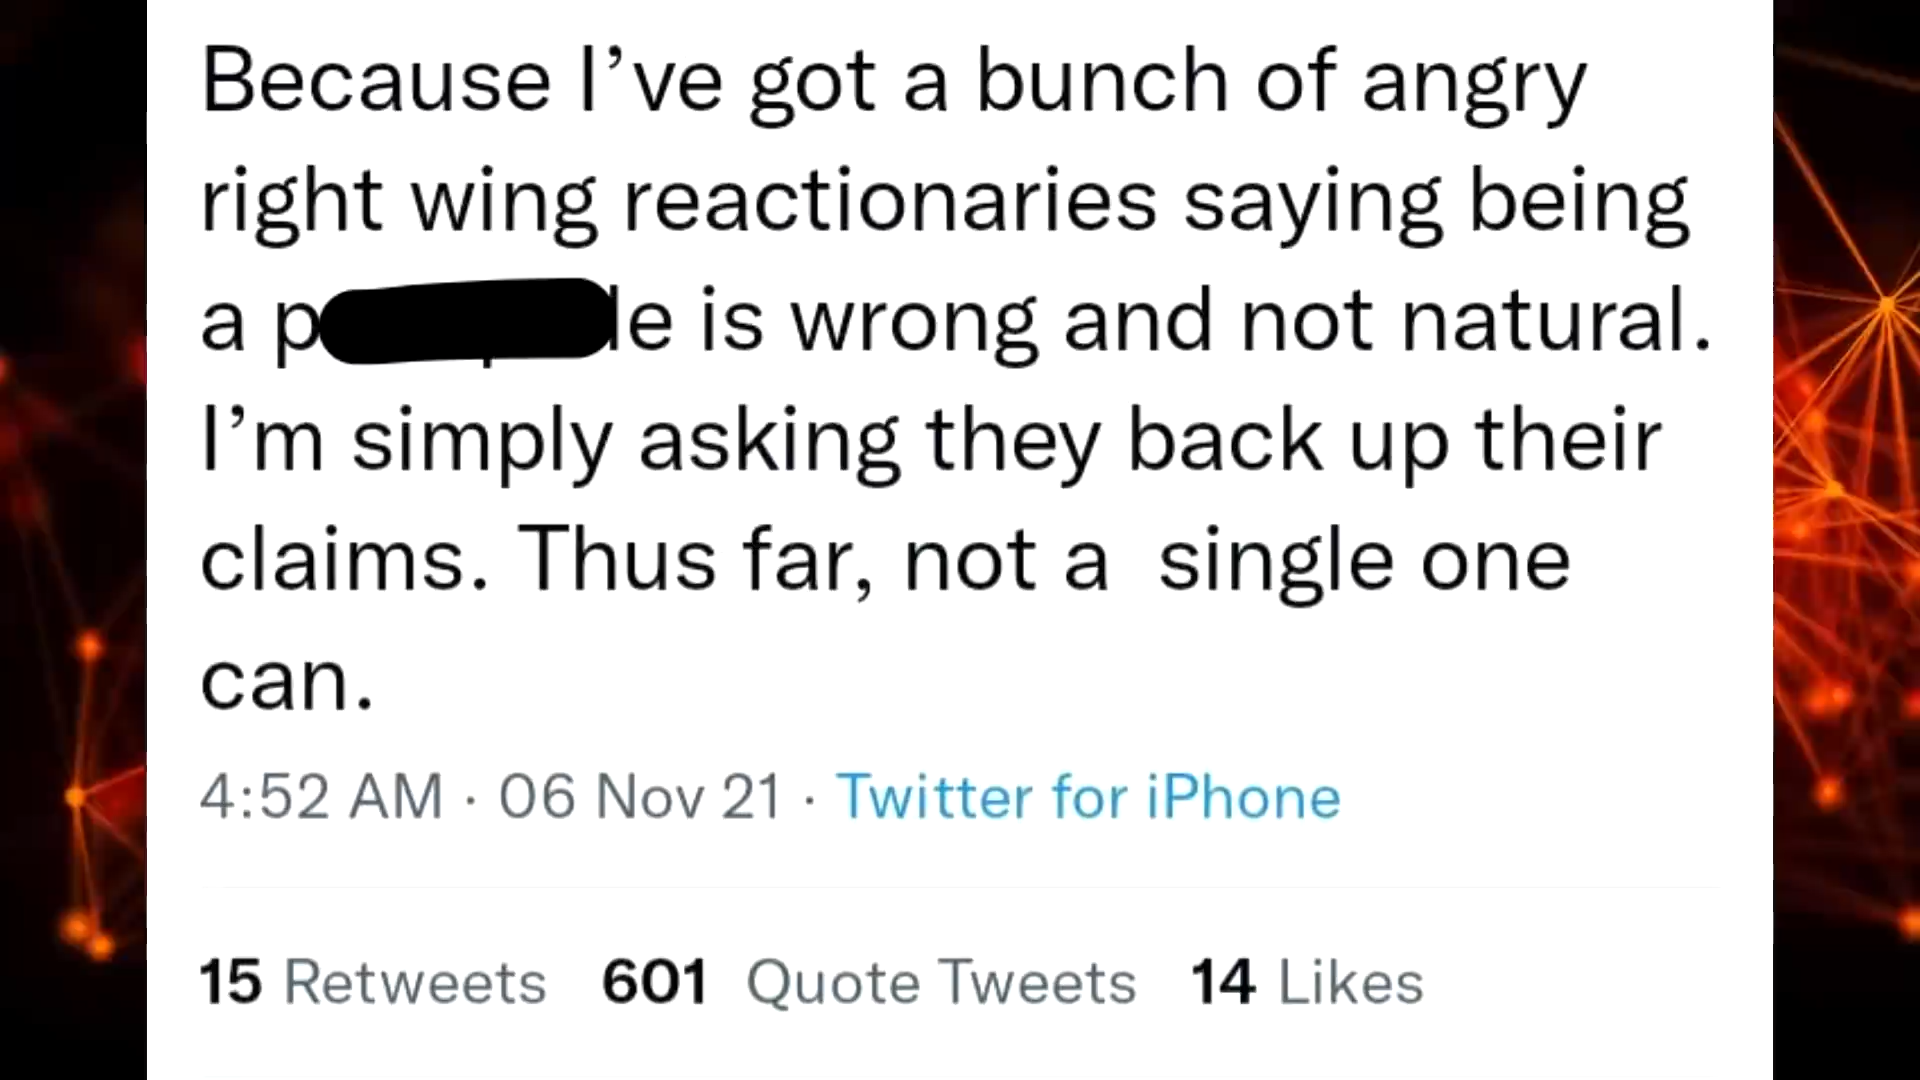 Because I’ve got a bunch of angry
right wing reactionaries saying being
a p le is wrong and not natural.
I’m simply asking they back up their
claims. Thus far, not a  single one
can.
4:52 AM · 06 Nov 21 · Twitter for iPhone
15 Retweets 601 Quote Tweets 14 Likes